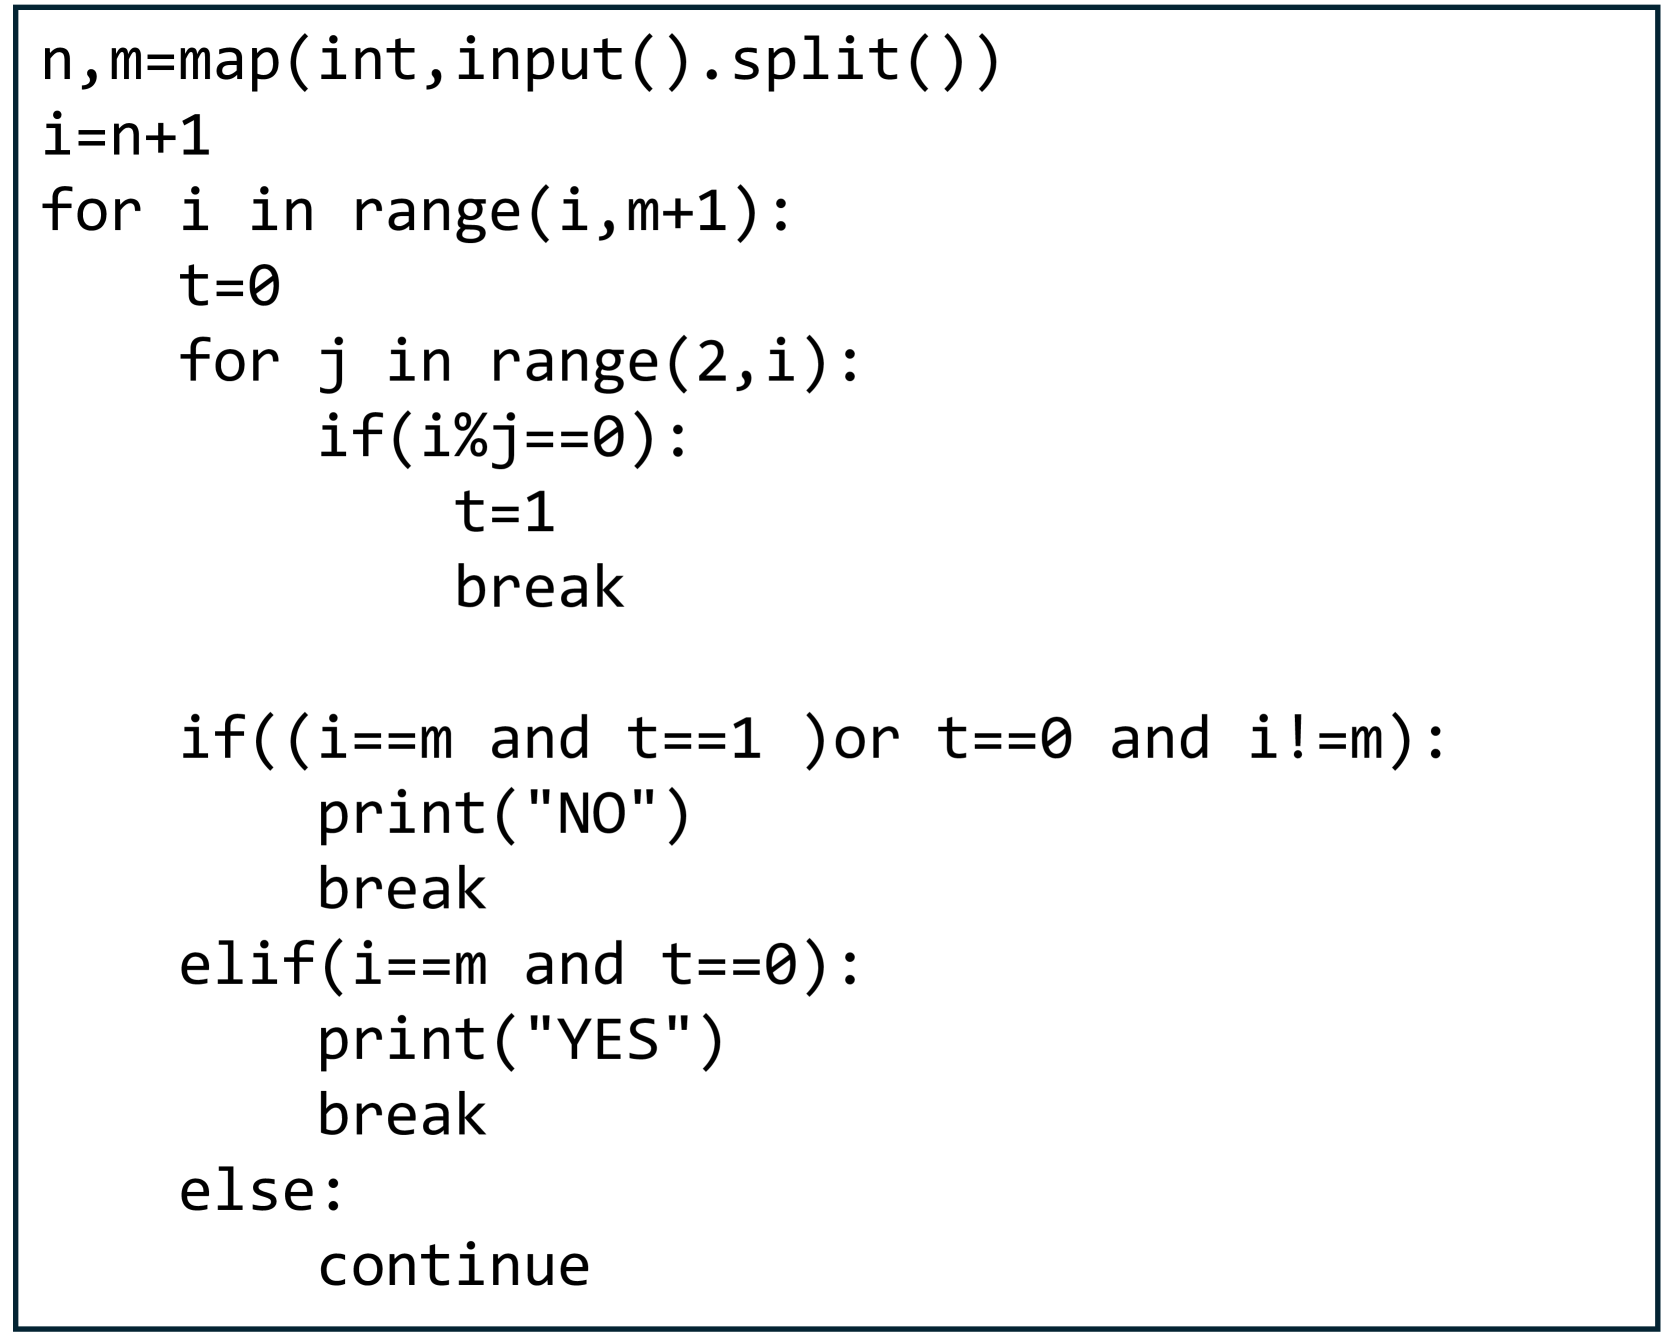 n,m=map(int,input().split())
i=n+1
for i in range(i,m+1):
    t=0
    for j in range(2,i):
        if(i%j==0):
            t=1
            break

    if((i==m and t==1 )or t==0 and i!=m):
        print("NO")
        break
    elif(i==m and t==0):
        print("YES")
        break
    else:
        continue